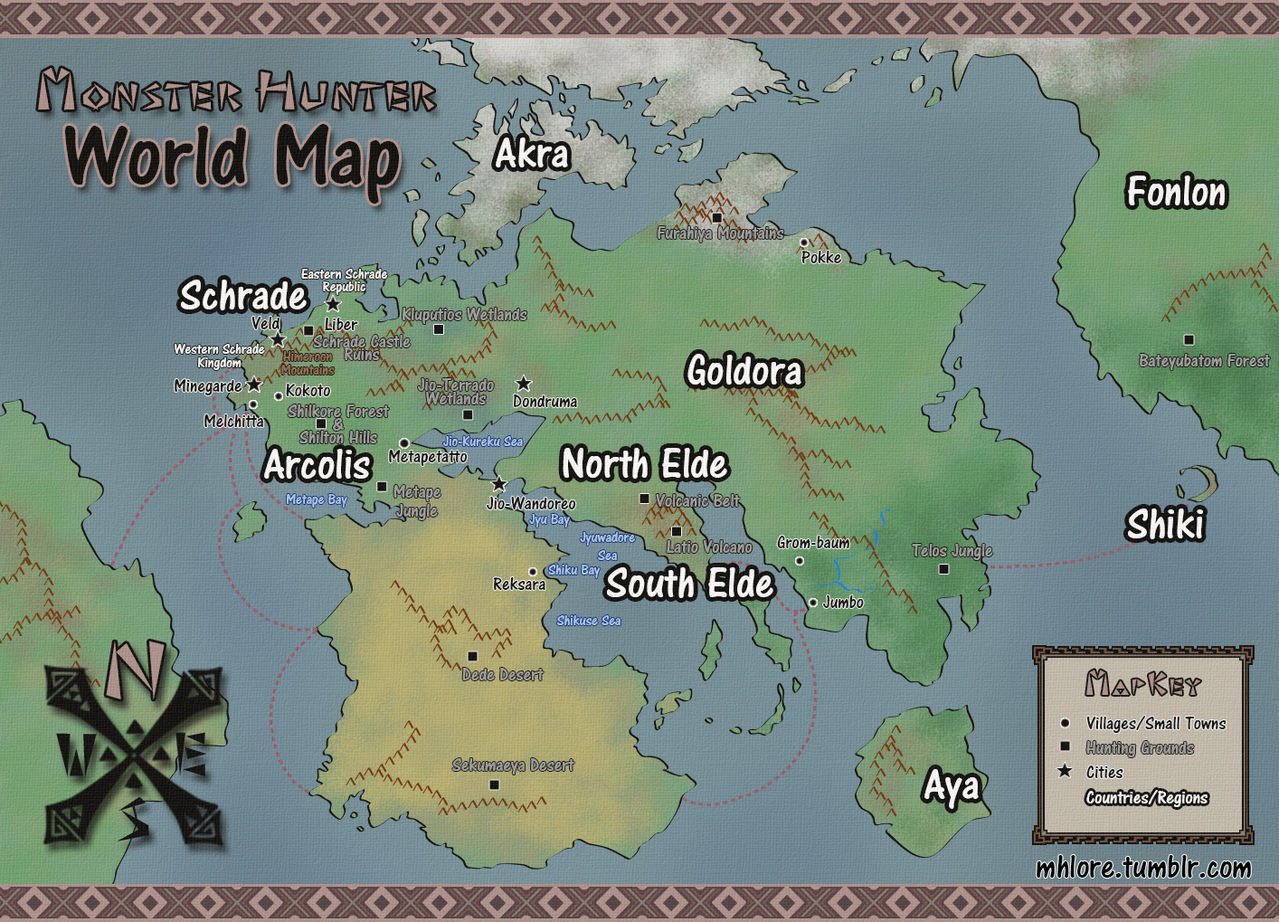 Monster Hunter
World Map
Akra
Fonlon
Furahiya Mountains
Pokke
Eastern Schrade
Republic
Schrade
Kluputios Wetlands
Veld
Liber
Schrade Castle
Ruins
Western Schrade
Kingdom
Himeroon
Mountains
Bateyubatom Forest
Goldora
Minegarde
Kokoto
Jio-Terrado
Wetlands
Dondruma
Melchitta
Shilkore Forest
&
Shilton Hills
Jio-Kureku Sea
Metapetatto
Arcolis
North Elde
Metape Bay
Metape
Jungle
Jio-Wandoreo
Volcanic Belt
Jyu Bay
Shiki
Jyuwadore
Sea
Latio Volcano
Grom-baum
Telos Jungle
Shiku Bay
Reksara
South Elde
Jumbo
Shikuse Sea
Dede Desert
Sekumaeya Desert
Aya
N
W
E
S
MapKey
Villages/Small Towns
Hunting Grounds
Cities
Countries/Regions
mhlore.tumblr.com